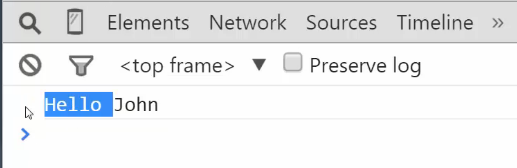 Elements Network Sources Timeline »
<top frame> ▼ Preserve log
Hello John
>